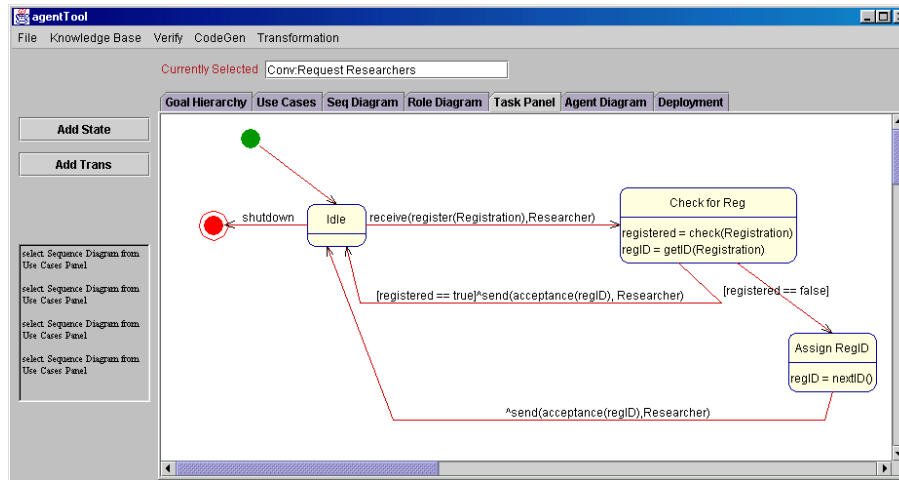 agentTool
File Knowledge Base Verify CodeGen Transformation
Currently Selected Conv:Request Researchers
Goal Hierarchy Use Cases Seq Diagram Role Diagram Task Panel Agent Diagram Deployment
Add State
Add Trans
select Sequence Diagram from
Use Cases Panel
select Sequence Diagram from
Use Cases Panel
select Sequence Diagram from
Use Cases Panel
select Sequence Diagram from
Use Cases Panel
shutdown
Idle
receive(register(Registration),Researcher)
Check for Reg
registered = check(Registration)
regID = getID(Registration)
[registered == true]^send(acceptance(regID), Researcher)
[registered == false]
Assign RegID
regID = nextID()
^send(acceptance(regID),Researcher)